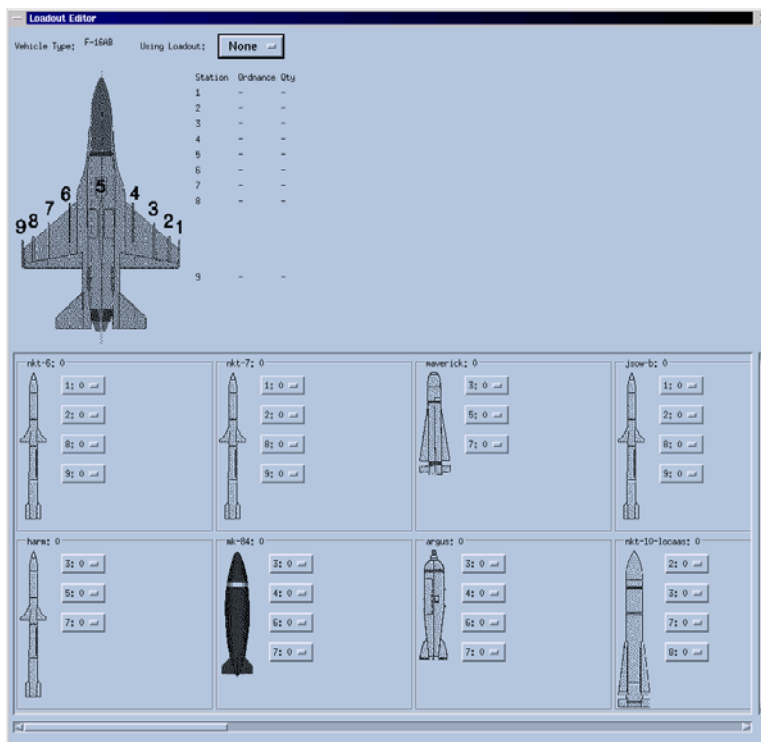 Loadout Editor
Vehicle Type: F-16AB Using Loadout: None
Station Ordnance Qty
1 - -
2 - -
3 - -
4 - -
5 - -
6 - -
7 - -
8 - -
9 - -
5
6 4
7 3
9 8 2 1
nkt-6: 0 nkt-7: 0 maverick: 0 jsow-b: 0
1: 0 1: 0 3: 0 1: 0
2: 0 2: 0 5: 0 2: 0
8: 0 8: 0 7: 0 8: 0
9: 0 9: 0 9: 0
harm: 0 mk-84: 0 argus: 0 nkt-10-locaas: 0
3: 0 3: 0 3: 0 2: 0
5: 0 4: 0 4: 0 3: 0
7: 0 6: 0 6: 0 7: 0
7: 0 7: 0 8: 0